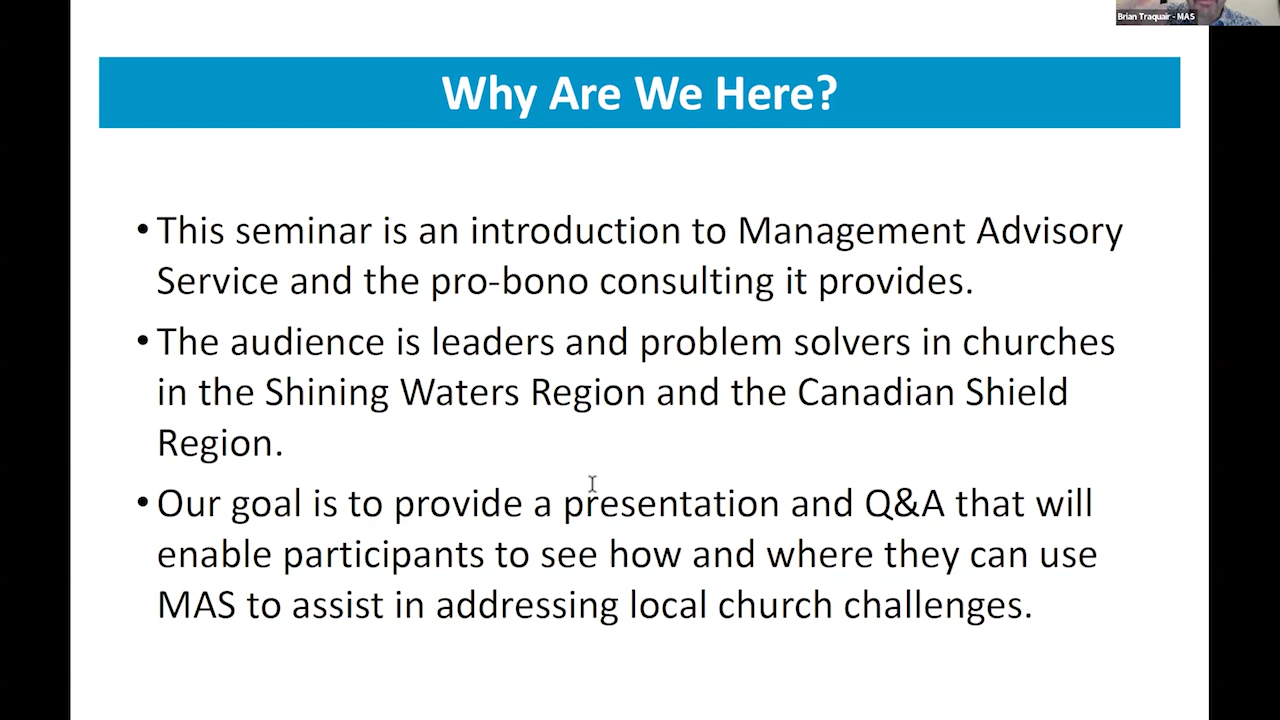 Brian Traquair - MAS
Why Are We Here?
• This seminar is an introduction to Management Advisory
Service and the pro-bono consulting it provides.
• The audience is leaders and problem solvers in churches
in the Shining Waters Region and the Canadian Shield
Region.
• Our goal is to provide a presentation and Q&A that will
enable participants to see how and where they can use
MAS to assist in addressing local church challenges.